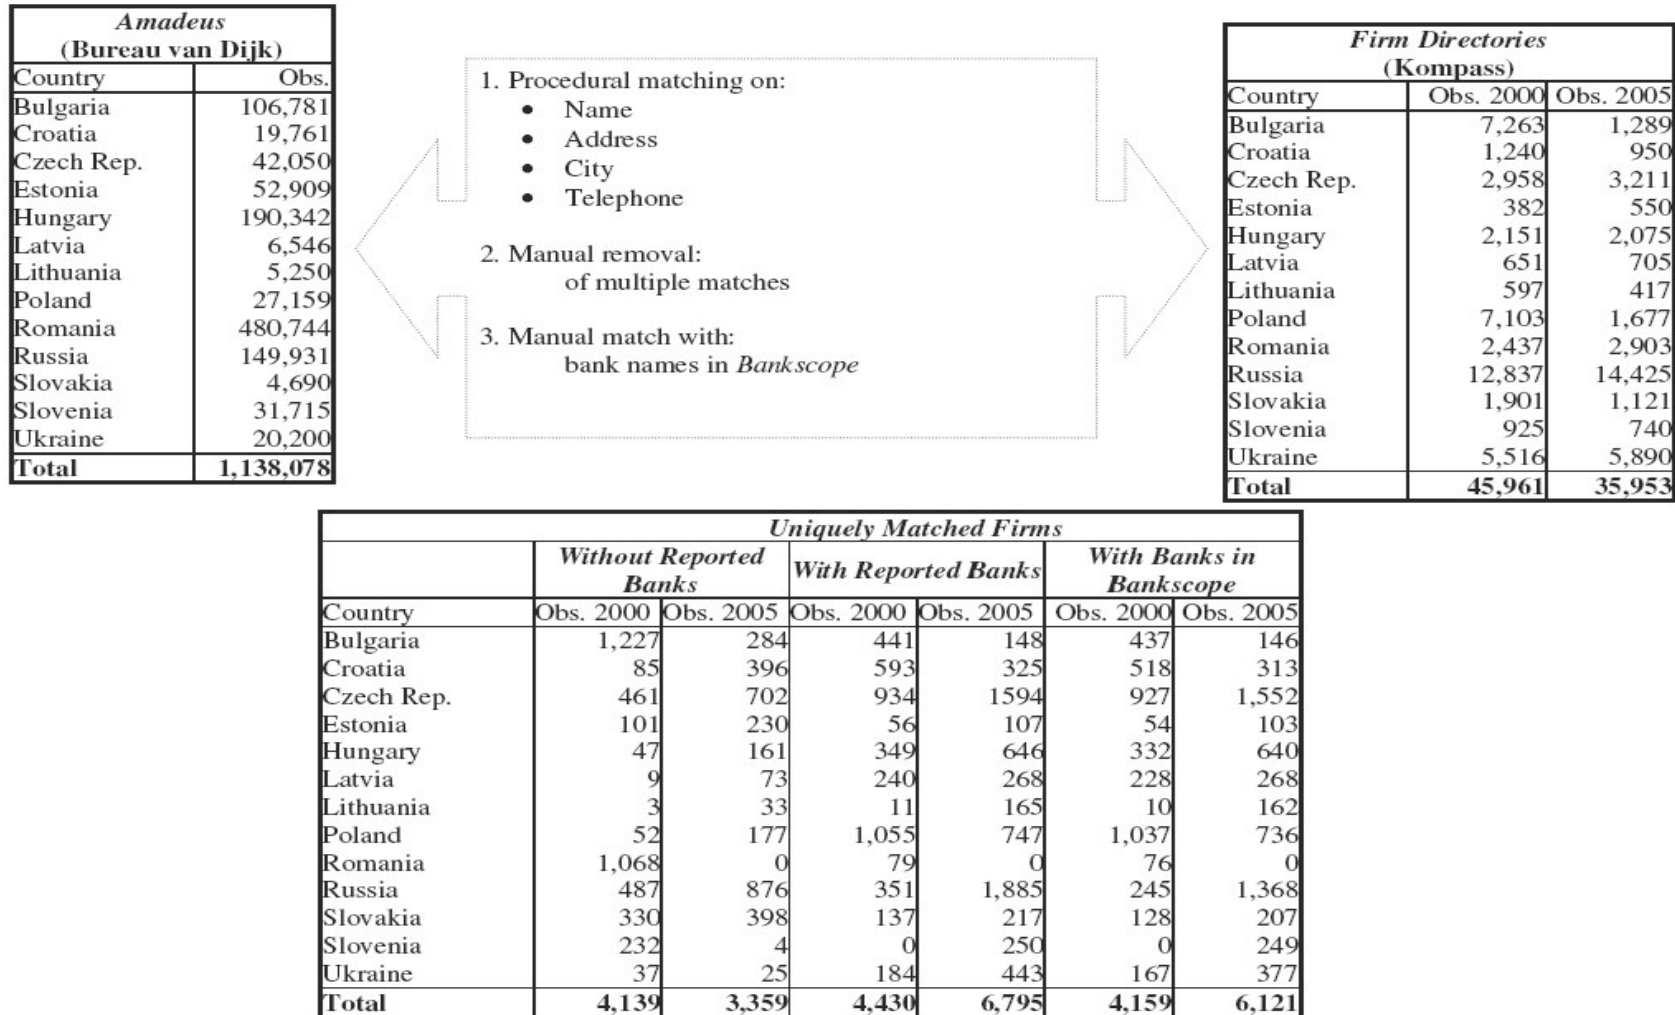 Amadeus
(Bureau van Dijk)
Country Obs.
Bulgaria 106,781
Croatia 19,761
Czech Rep. 42,050
Estonia 52,909
Hungary 190,342
Latvia 6,546
Lithuania 5,250
Poland 27,159
Romania 480,744
Russia 149,931
Slovakia 4,690
Slovenia 31,715
Ukraine 20,200
Total 1,138,078
1. Procedural matching on:
• Name
• Address
• City
• Telephone
2. Manual removal:
of multiple matches
3. Manual match with:
bank names in Bankscope
Firm Directories
(Kompass)
Country Obs. 2000 Obs. 2005
Bulgaria 7,263 1,289
Croatia 1,240 950
Czech Rep. 2,958 3,211
Estonia 382 550
Hungary 2,151 2,075
Latvia 651 705
Lithuania 597 417
Poland 7,103 1,677
Romania 2,437 2,903
Russia 12,837 14,425
Slovakia 1,901 1,121
Slovenia 925 740
Ukraine 5,516 5,890
Total 45,961 35,953
Uniquely Matched Firms
Without Reported Banks With Reported Banks With Banks in Bankscope
Country Obs. 2000 Obs. 2005 Obs. 2000 Obs. 2005 Obs. 2000 Obs. 2005
Bulgaria 1,227 284 441 148 437 146
Croatia 85 396 593 325 518 313
Czech Rep. 461 702 934 1594 927 1,552
Estonia 101 230 56 107 54 103
Hungary 47 161 349 646 332 640
Latvia 9 73 240 268 228 268
Lithuania 3 33 11 165 10 162
Poland 52 177 1,055 747 1,037 736
Romania 1,068 0 79 0 76 0
Russia 487 876 351 1,885 245 1,368
Slovakia 330 398 137 217 128 207
Slovenia 232 4 0 250 0 249
Ukraine 37 25 184 443 167 377
Total 4,139 3,359 4,430 6,795 4,159 6,121